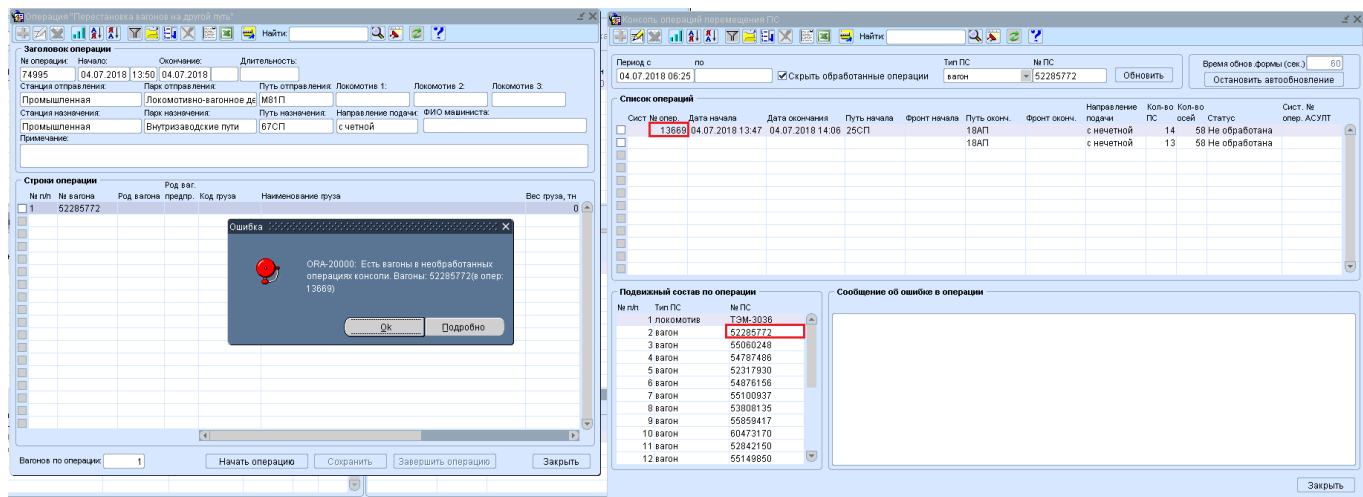 Операция "Перестановка вагонов на другой путь"
Найти:
Заголовок операции
№ операции: Начало: Окончание: Длительность:
74995 04.07.2018 13:50 04.07.2018
Станция отправления: Парк отправления: Путь отправления: Локомотив 1: Локомотив 2: Локомотив 3:
Промышленная Локомотивно-вагонное де М81П
Станция назначения: Парк назначения: Путь назначения: Направление подачи: ФИО машиниста:
Промышленная Внутризаводские пути 67СП с четной
Примечание:
Строки операции
Род ваг.
№ п/п № вагона Род вагона предпр. Код груза Наименование груза Вес груза, тн
1 52285772 0
Ошибка
ORA-20000: Есть вагоны в необработанных
операциях консоли. Вагоны: 52285772(в опер:
13669)
Ok Подробно
Вагонов по операции: 1 Начать операцию Сохранить Завершить операцию Закрыть
Консоль операций перемещения ПС
Найти:
Период с по Тип ПС № ПС Время обнов. формы (сек.) 60
04.07.2018 06:25 Скрыть обработанные операции вагон 52285772 Обновить Остановить автообновление
Список операций
Направление Кол-во Кол-во Сист. №
Сист № опер. Дата начала Дата окончания Путь начала Фронт начала Путь оконч. Фронт оконч. подачи ПС осей Статус опер. АСУПТ
13669 04.07.2018 13:47 04.07.2018 14:06 25СП 18АП с нечетной 14 58 Не обработана
18АП с нечетной 13 58 Не обработана
Подвижный состав по операции
№ п/п Тип ПС № ПС
1 локомотив ТЭМ-3036
2 вагон 52285772
3 вагон 55060248
4 вагон 54787486
5 вагон 52317930
6 вагон 54876156
7 вагон 55100937
8 вагон 53808135
9 вагон 55859417
10 вагон 60473170
11 вагон 52842150
12 вагон 55149850
Сообщение об ошибке в операции
Закрыть